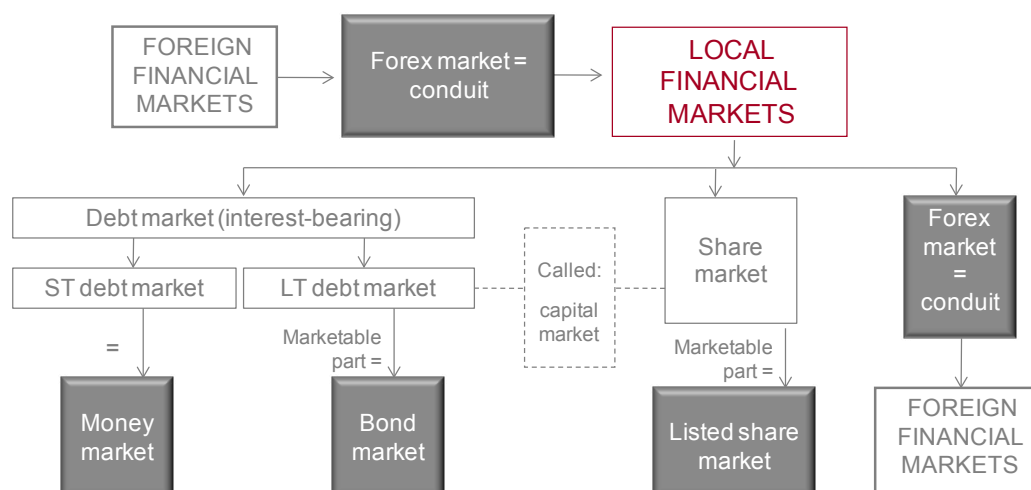 FOREIGN
FINANCIAL
MARKETS
Forex market =
conduit
LOCAL
FINANCIAL
MARKETS
Debt market (interest-bearing)
ST debt market
LT debt market
Called:
capital
market
Share
market
Forex
market
=
conduit
=
Marketable
part =
Marketable
part =
Money
market
Bond
market
Listed share
market
FOREIGN
FINANCIAL
MARKETS